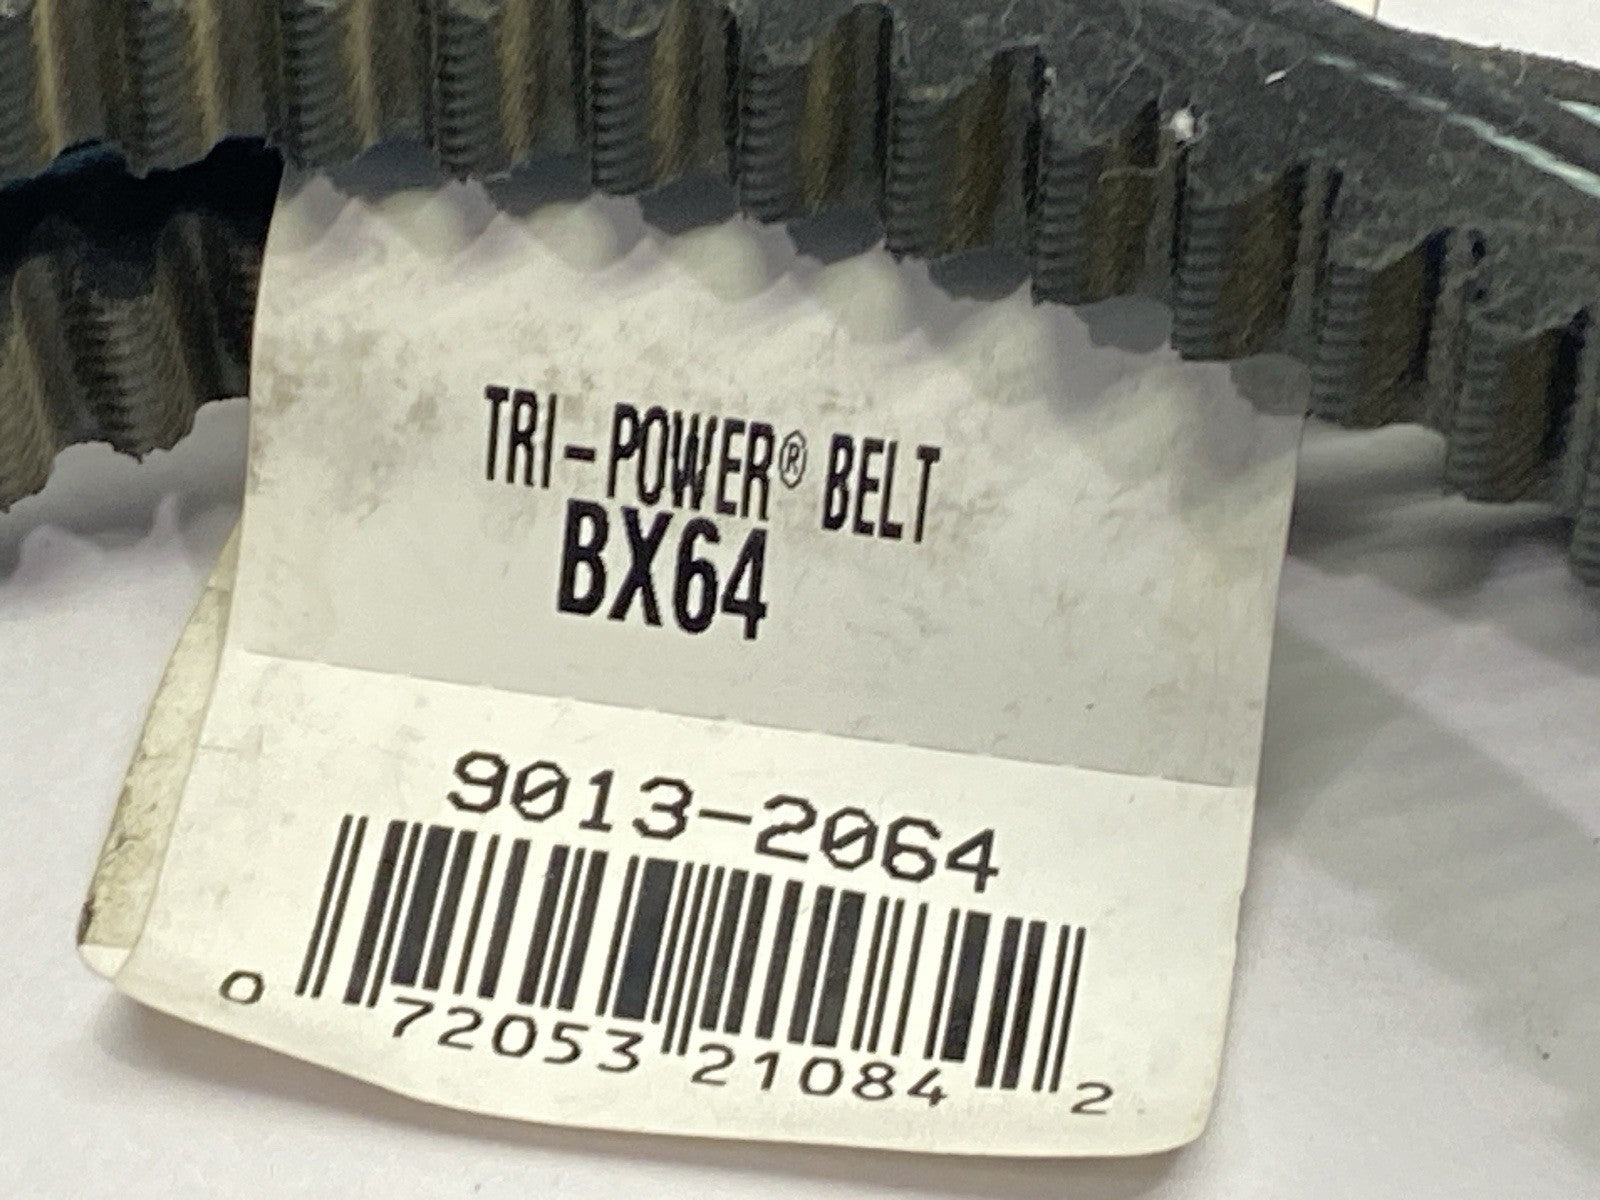 TRI-POWER® BELT
BX64
9013-2064
0 72053 21084 2